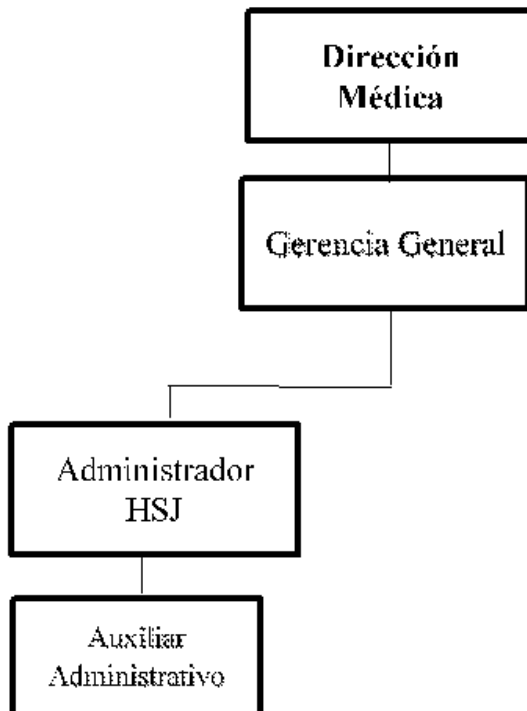 Dirección
Médica
Gerencia General
Administrador
HSJ
Auxiliar
Administrativo